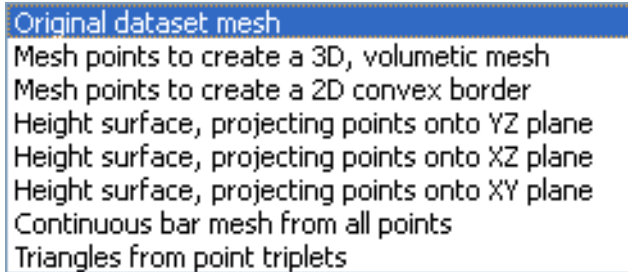 Original dataset mesh
Mesh points to create a 3D, volumetic mesh
Mesh points to create a 2D convex border
Height surface, projecting points onto YZ plane
Height surface, projecting points onto XZ plane
Height surface, projecting points onto XY plane
Continuous bar mesh from all points
Triangles from point triplets